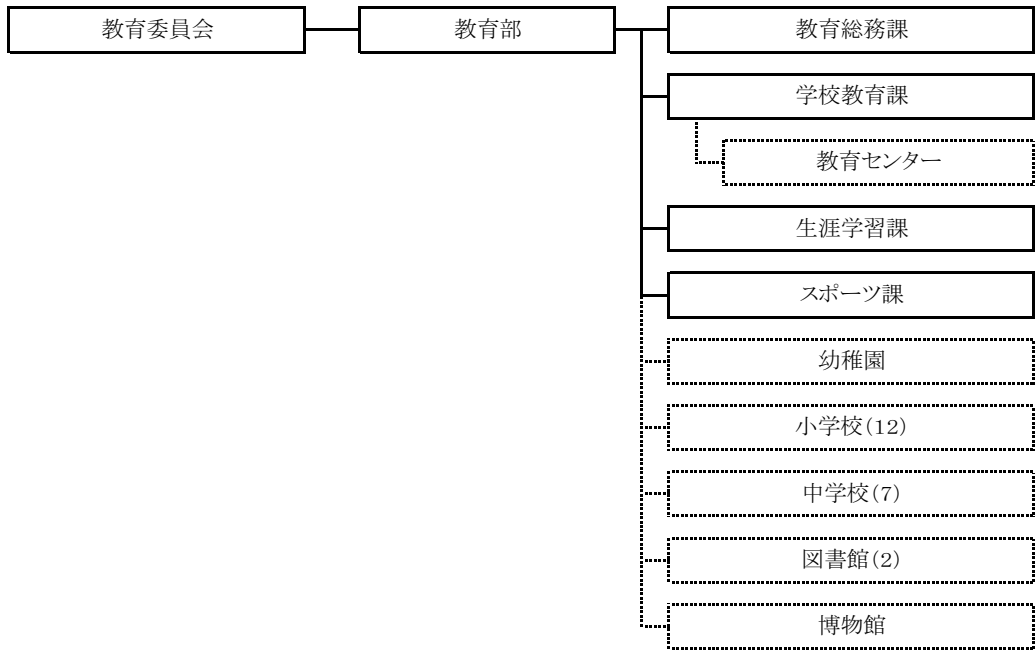 教育委員会
教育部
教育総務課
学校教育課
教育センター
生涯学習課
スポーツ課
幼稚園
小学校(12)
中学校(7)
図書館(2)
博物館